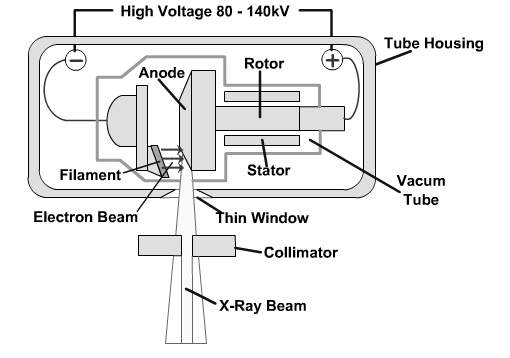 High Voltage 80 - 140kV
Tube Housing
−
+
Anode
Rotor
Filament
Stator
Vacum
Tube
Electron Beam
Thin Window
Collimator
X-Ray Beam